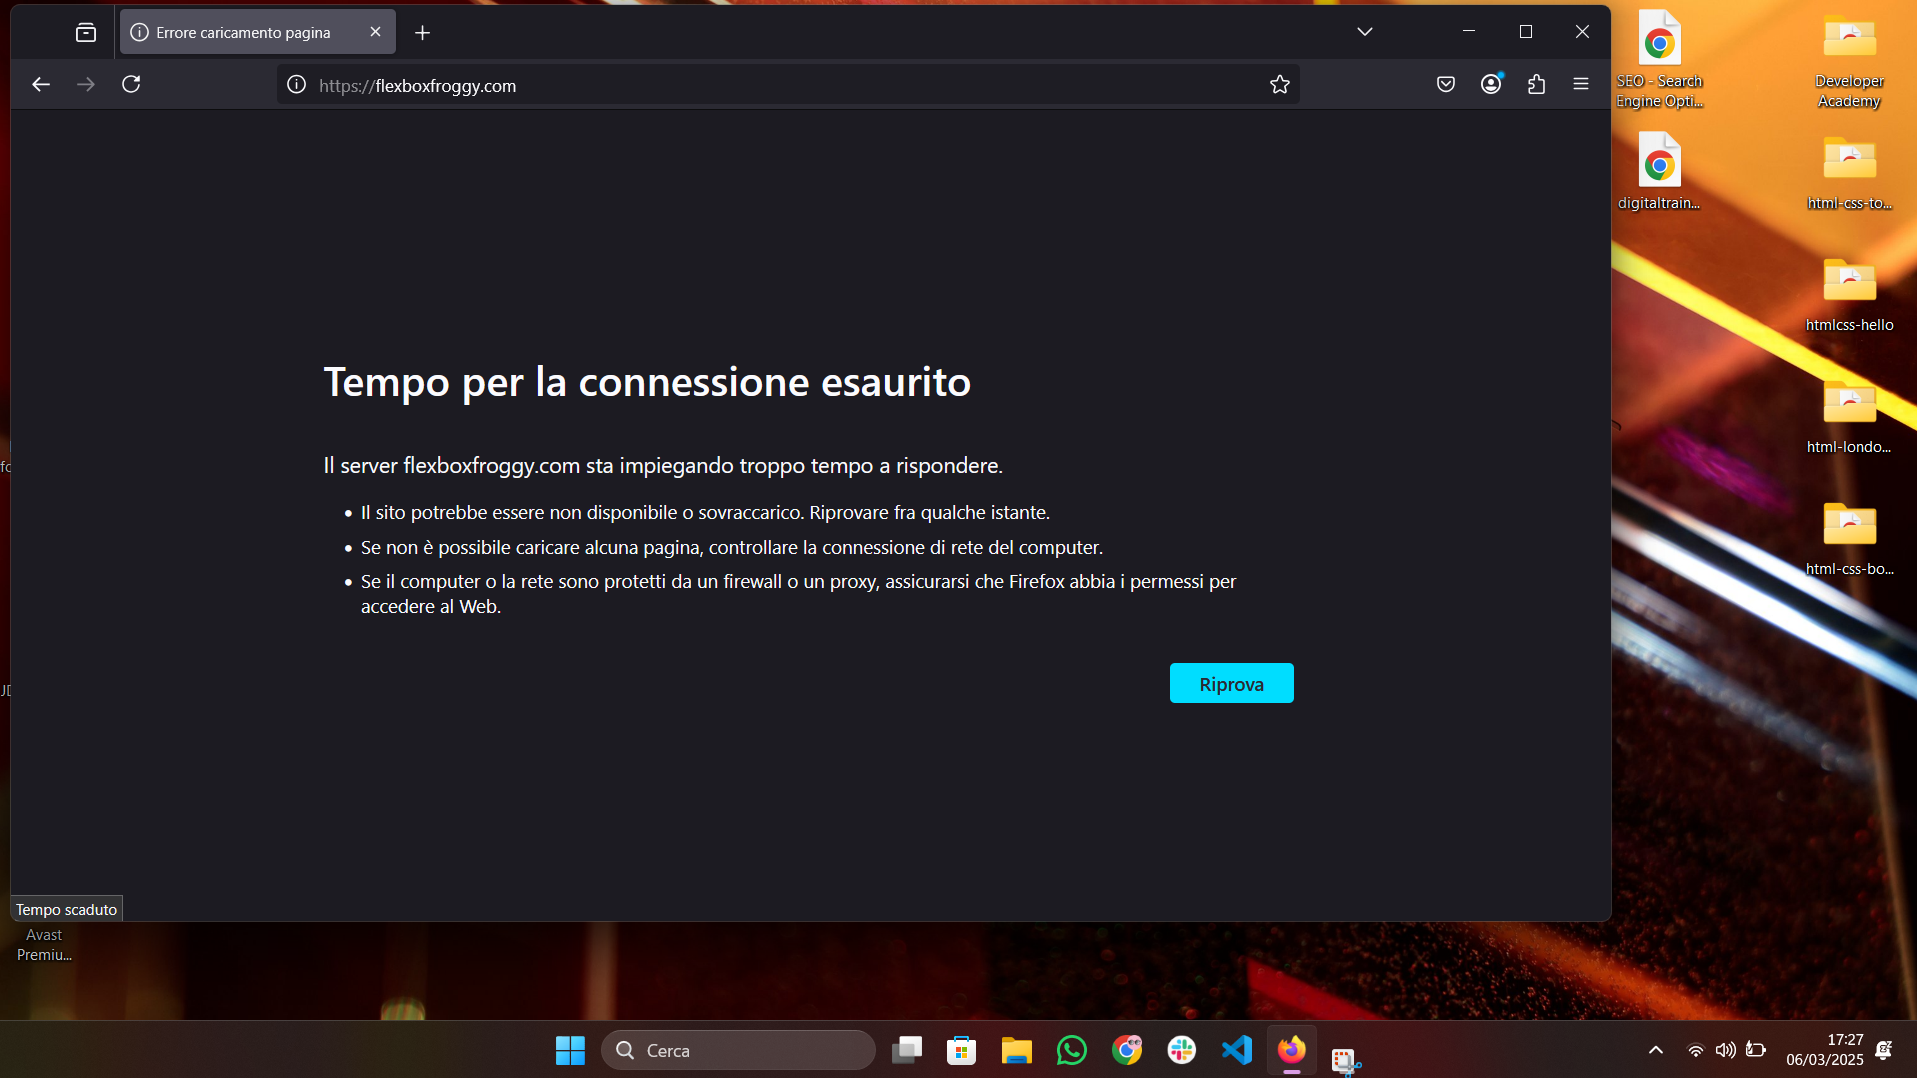 Errore caricamento pagina
https://flexboxfroggy.com
Tempo per la connessione esaurito
Il server flexboxfroggy.com sta impiegando troppo tempo a rispondere.
Il sito potrebbe essere non disponibile o sovraccarico. Riprovare fra qualche istante.
Se non è possibile caricare alcuna pagina, controllare la connessione di rete del computer.
Se il computer o la rete sono protetti da un firewall o un proxy, assicurarsi che Firefox abbia i permessi per
accedere al Web.
Riprova
Tempo scaduto
SEO - Search
Engine Opti...
digitaltrain...
Developer
Academy
html-css-to...
htmlcss-hello
html-londo...
html-css-bo...
Avast
Premiu...
Cerca
17:27
06/03/2025